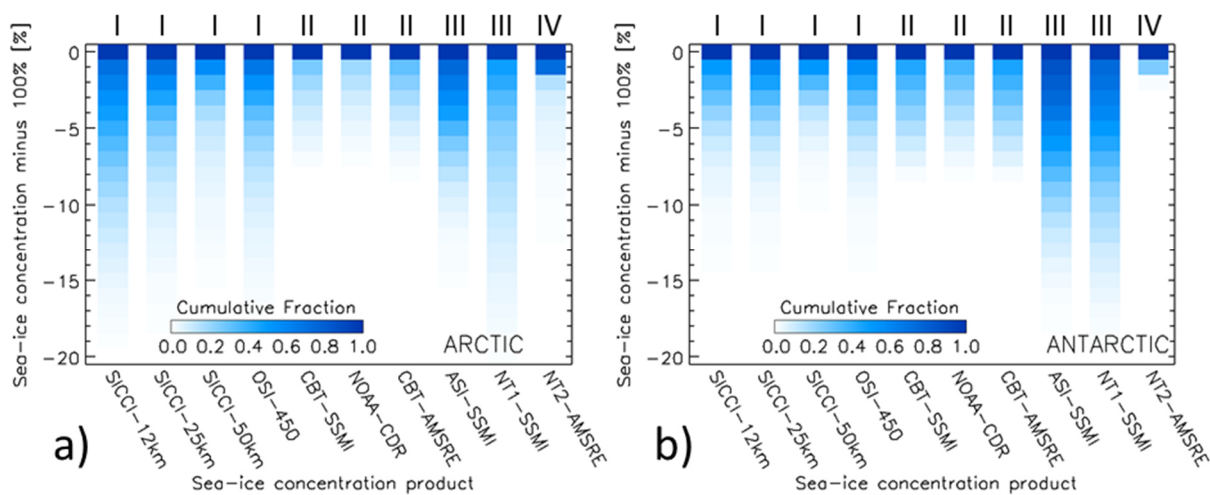 I I I I II II II III III IV
Sea-ice concentration minus 100% [%]
0
-5
-10
-15
-20
Cumulative Fraction
0.0 0.2 0.4 0.6 0.8 1.0
ARCTIC
SICCI-12km
SICCI-25km
SICCI-50km
OSI-450
CBT-SSMI
NOAA-CDR
CBT-AMSRE
ASI-SSMI
NT1-SSMI
NT2-AMSRE
a)
Sea-ice concentration product
I I I I II II II III III IV
Sea-ice concentration minus 100% [%]
0
-5
-10
-15
-20
Cumulative Fraction
0.0 0.2 0.4 0.6 0.8 1.0
ANTARCTIC
SICCI-12km
SICCI-25km
SICCI-50km
OSI-450
CBT-SSMI
NOAA-CDR
CBT-AMSRE
ASI-SSMI
NT1-SSMI
NT2-AMSRE
b)
Sea-ice concentration product